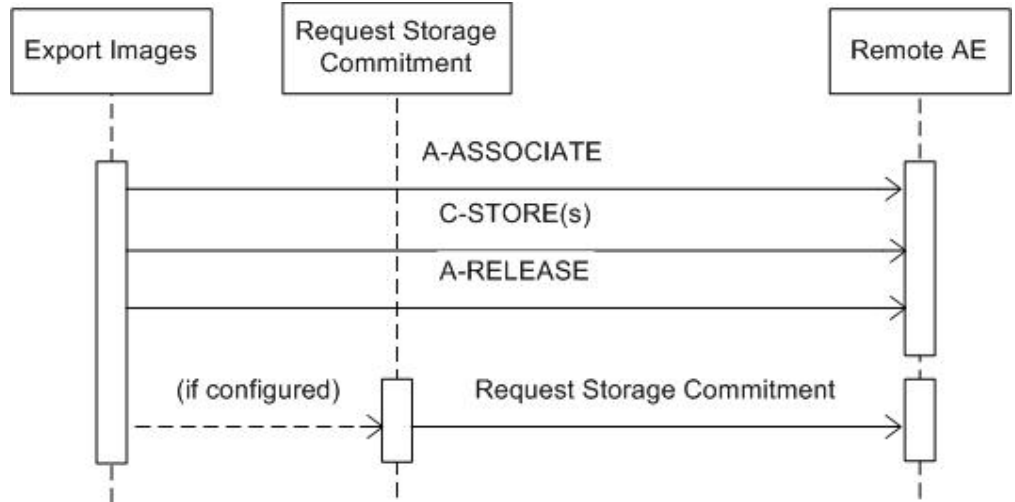 Export Images
Request Storage
Commitment
Remote AE
A-ASSOCIATE
C-STORE(s)
A-RELEASE
(if configured)
Request Storage Commitment